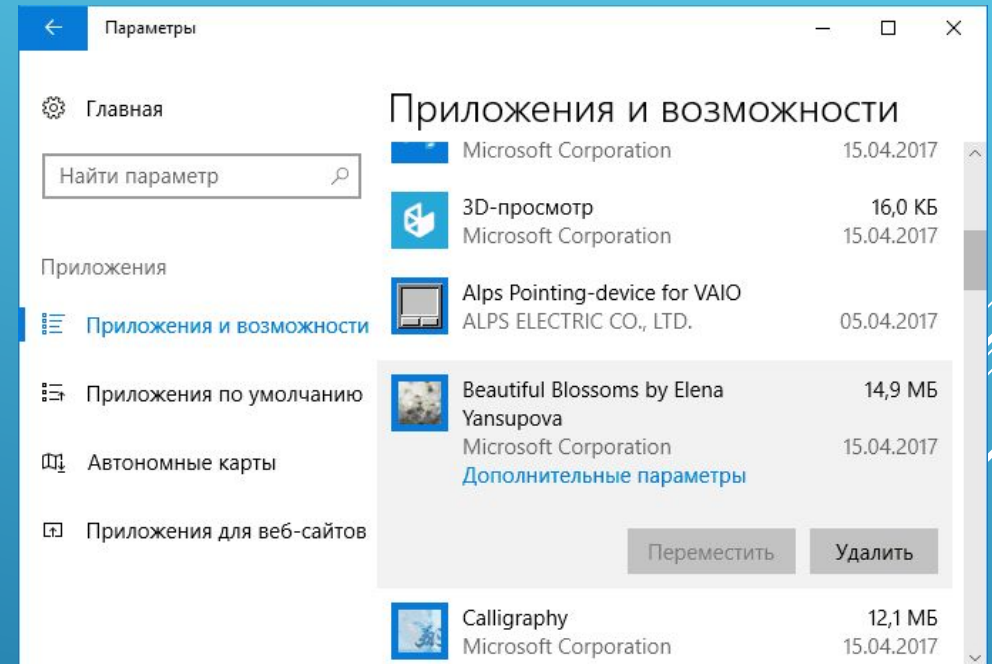 Параметры
Главная
Найти параметр
Приложения
Приложения и возможности
Приложения по умолчанию
Автономные карты
Приложения для веб-сайтов
Приложения и возможности
Microsoft Corporation 15.04.2017
3D-просмотр 16,0 КБ
Microsoft Corporation 15.04.2017
Alps Pointing-device for VAIO
ALPS ELECTRIC CO., LTD. 05.04.2017
Beautiful Blossoms by Elena 14,9 МБ
Yansupova
Microsoft Corporation 15.04.2017
Дополнительные параметры
Переместить Удалить
Calligraphy 12,1 МБ
Microsoft Corporation 15.04.2017